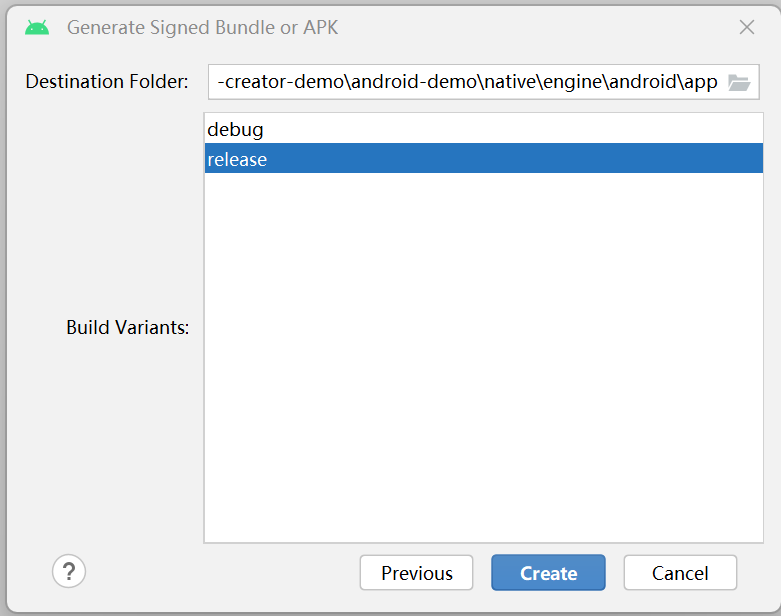 Generate Signed Bundle or APK
Destination Folder: -creator-demo\android-demo\native\engine\android\app
debug
release
Build Variants:
?
Previous Create Cancel